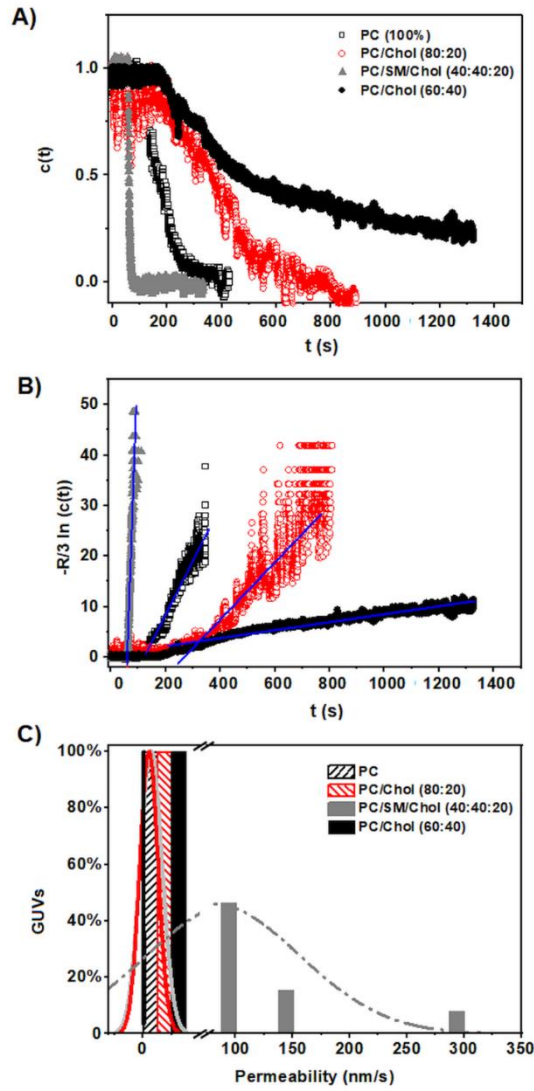 A)
PC (100%)
PC/Chol (80:20)
PC/SM/Chol (40:40:20)
PC/Chol (60:40)
1.0
0.5
0.0
c(t)
0 200 400 600 800 1000 1200 1400
t (s)
B)
50
40
30
20
10
0
-R/3 ln (c(t))
0 200 400 600 800 1000 1200 1400
t (s)
C)
100%
80%
60%
40%
20%
0
GUVs
PC
PC/Chol (80:20)
PC/SM/Chol (40:40:20)
PC/Chol (60:40)
0 100 150 200 250 300 350
Permeability (nm/s)